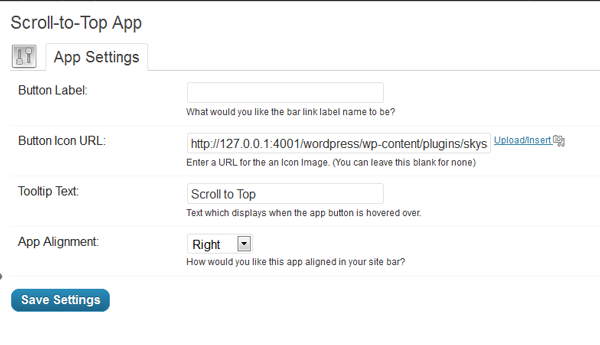 Scroll-to-Top App
App Settings
Button Label:
What would you like the bar link label name to be?
Button Icon URL:
http://127.0.0.1:4001/wordpress/wp-content/plugins/skys
Upload/Insert
Enter a URL for the an Icon Image. (You can leave this blank for none)
Tooltip Text:
Scroll to Top
Text which displays when the app button is hovered over.
App Alignment:
Right
How would you like this app aligned in your site bar?
Save Settings